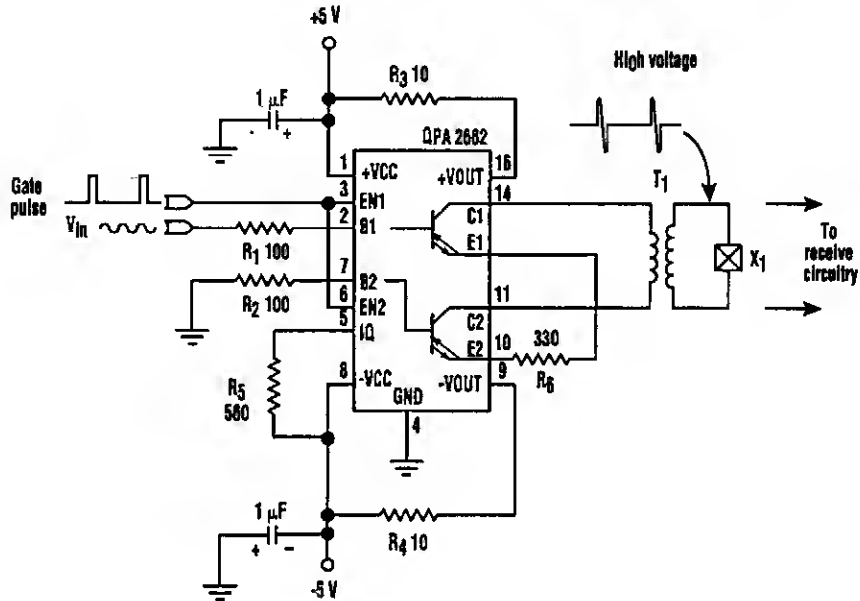 +5 V
High voltage
R3 10
1 µF
+
QPA 2662
1
+VCC
+VOUT
16
Gate pulse
3
EN1
14
C1
T1
Vin
2
B1
E1
R1 100
X1
To receive circuitry
7
B2
11
R2 100
6
EN2
C2
5
IQ
10
E2
330
R6
8
-VCC
9
-VOUT
R5
560
GND
4
1 µF
+
–
R4 10
-5 V